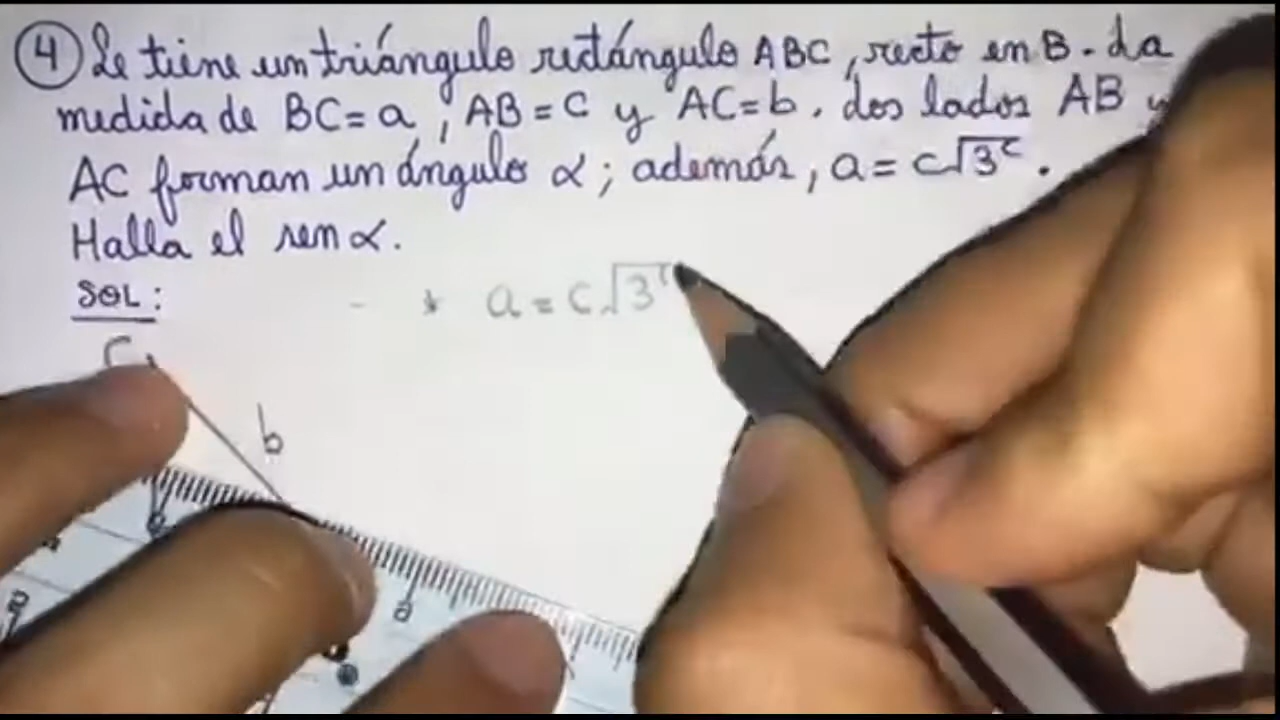 ④ Se tiene un triángulo rectángulo ABC, recto en B. La
medida de BC = a, AB = c y AC = b. Los lados AB y
AC forman un ángulo α; además, a = c√3.
Halla el sen α.
SOL:
* a = c√3
C
b